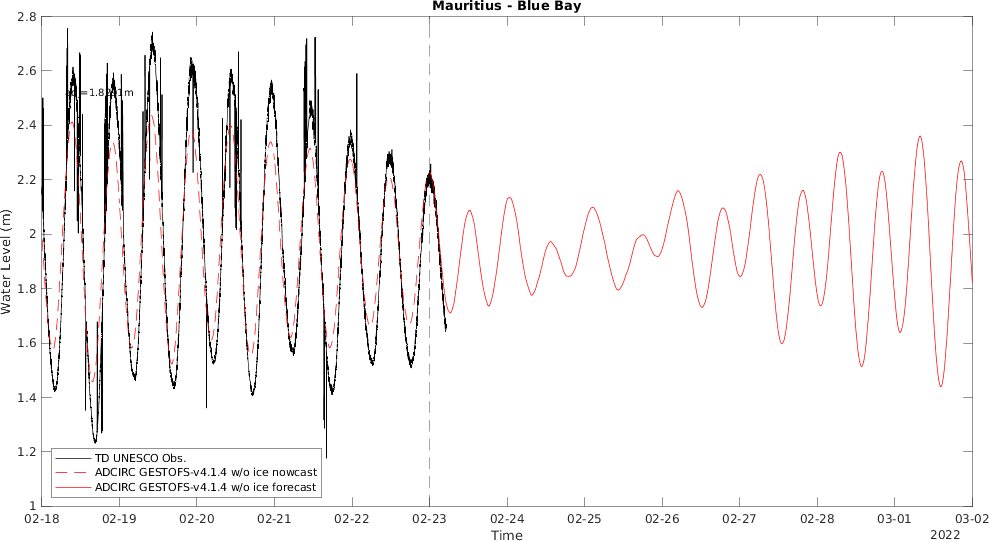 Mauritius - Blue Bay
Water Level (m)
2.8
2.6
2.4
2.2
2
1.8
1.6
1.4
1.2
1
TD UNESCO Obs.
ADCIRC GESTOFS-v4.1.4 w/o ice nowcast
ADCIRC GESTOFS-v4.1.4 w/o ice forecast
02-18 02-19 02-20 02-21 02-22 02-23 02-24 02-25 02-26 02-27 02-28 03-01 03-02
Time
2022